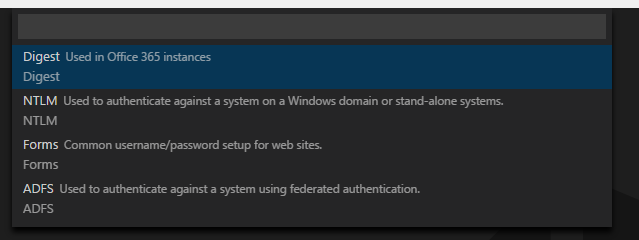 Digest Used in Office 365 instances
Digest
NTLM Used to authenticate against a system on a Windows domain or stand-alone systems.
NTLM
Forms Common username/password setup for web sites.
Forms
ADFS Used to authenticate against a system using federated authentication.
ADFS